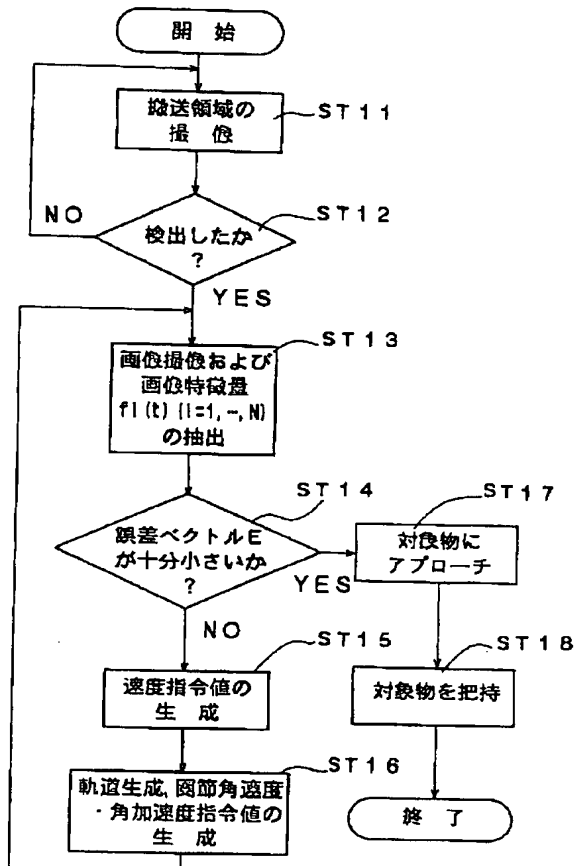 開始
搬送領域の
撮像
ST11
検出したか
?
ST12
NO
YES
画像撮像および
画像特徴量
fi(t)(i=1,…,N)
の抽出
ST13
誤差ベクトルE
が十分小さいか
?
ST14
YES
NO
対象物に
アプローチ
ST17
速度指令値の
生成
ST15
対象物を把持
ST18
軌道生成,関節角速度
・角加速度指令値の
生成
ST16
終了